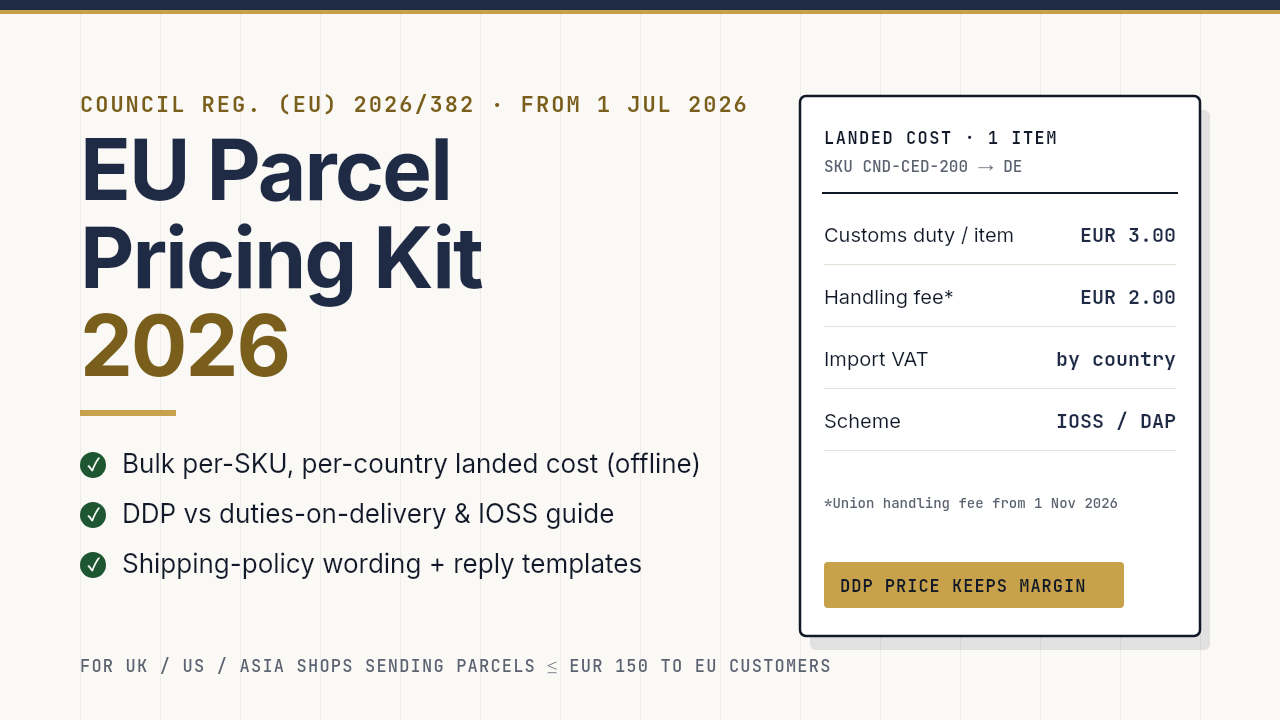 COUNCIL REG. (EU) 2026/382 · FROM 1 JUL 2026
EU Parcel
Pricing Kit
2026
✓ Bulk per-SKU, per-country landed cost (offline)
✓ DDP vs duties-on-delivery & IOSS guide
✓ Shipping-policy wording + reply templates
FOR UK / US / ASIA SHOPS SENDING PARCELS ≤ EUR 150 TO EU CUSTOMERS
LANDED COST · 1 ITEM
SKU CND-CED-200 → DE
Customs duty / item EUR 3.00
Handling fee* EUR 2.00
Import VAT by country
Scheme IOSS / DAP
*Union handling fee from 1 Nov 2026
DDP PRICE KEEPS MARGIN